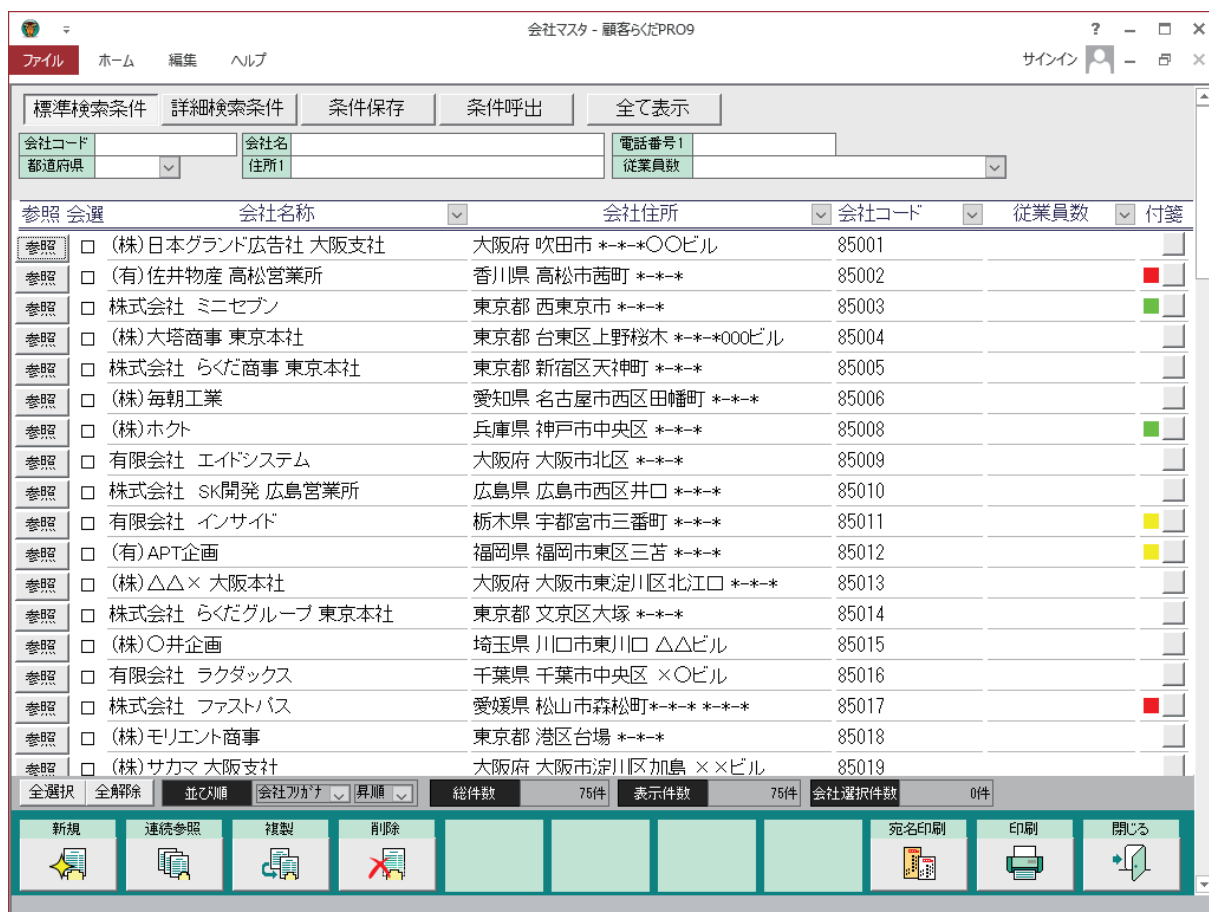 会社マスタ - 顧客らくだPRO9
ファイル ホーム 編集 ヘルプ サインイン
標準検索条件 詳細検索条件 条件保存 条件呼出 全て表示
会社コード 会社名 電話番号1
都道府県 住所1 従業員数
参照 会選 会社名称 会社住所 会社コード 従業員数 付箋
参照 (株)日本グランド広告社 大阪支社 大阪府 吹田市 *-*-*〇〇ビル 85001
参照 (有)佐井物産 高松営業所 香川県 高松市茜町 *-*-* 85002
参照 株式会社 ミニセブン 東京都 西東京市 *-*-* 85003
参照 (株)大塔商事 東京本社 東京都 台東区上野桜木 *-*-*000ビル 85004
参照 株式会社 らくだ商事 東京本社 東京都 新宿区天神町 *-*-* 85005
参照 (株)毎朝工業 愛知県 名古屋市西区田幡町 *-*-* 85006
参照 (株)ホクト 兵庫県 神戸市中央区 *-*-* 85008
参照 有限会社 エイドシステム 大阪府 大阪市北区 *-*-* 85009
参照 株式会社 SK開発 広島営業所 広島県 広島市西区井口 *-*-* 85010
参照 有限会社 インサイド 栃木県 宇都宮市三番町 *-*-* 85011
参照 (有)APT企画 福岡県 福岡市東区三苫 *-*-* 85012
参照 (株)△△× 大阪本社 大阪府 大阪市東淀川区北江口 *-*-* 85013
参照 株式会社 らくだグループ 東京本社 東京都 文京区大塚 *-*-* 85014
参照 (株)〇井企画 埼玉県 川口市東川口 △△ビル 85015
参照 有限会社 ラクダックス 千葉県 千葉市中央区 ×〇ビル 85016
参照 株式会社 ファストパス 愛媛県 松山市森松町*-*-* *-*-* 85017
参照 (株)モリエント商事 東京都 港区台場 *-*-* 85018
参照 (株)サカマ 大阪支社 大阪府 大阪市淀川区加島 ××ビル 85019
全選択 全解除 並び順 会社フリガナ 昇順 総件数 75件 表示件数 75件 会社選択件数 0件
新規 連続参照 複製 削除 宛名印刷 印刷 閉じる